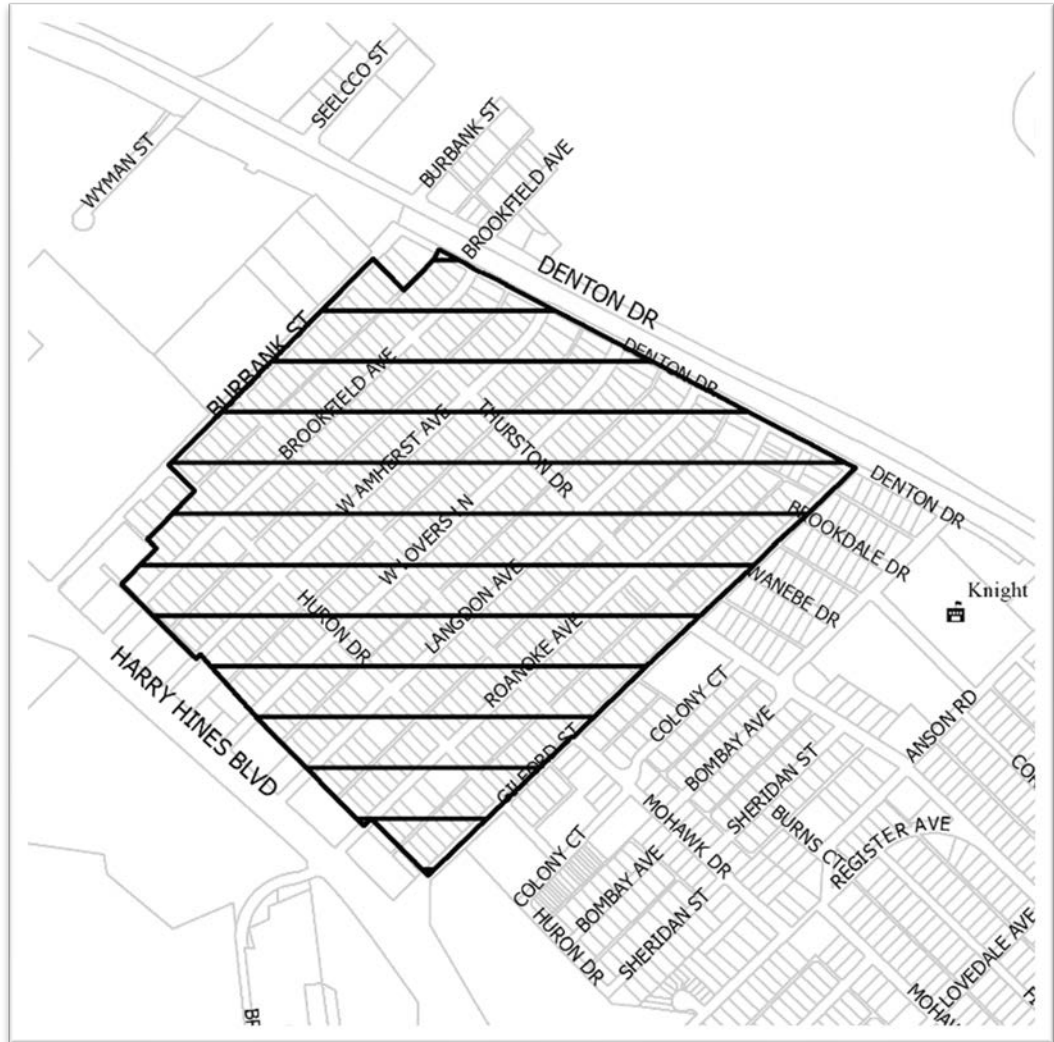 SEELCCO ST
BURBANK ST
WYMAN ST
BROOKFIELD AVE
DENTON DR
BURBANK ST
DENTON DR
BROOKFIELD AVE
THURSTON DR
W AMHERST AVE
DENTON DR
W LOVERS LN
BROOKDALE DR
LANGDON AVE
WANEBE DR
Knight
HURON DR
ROANOKE AVE
HARRY HINES BLVD
COLONY CT
GILFORD ST
BOMBAY AVE
ANSON RD
SHERIDAN ST
MOHAWK DR
BURNS CT
REGISTER AVE
COLONY CT
BOMBAY AVE
HURON DR
SHERIDAN ST
LOVEDALE AVE